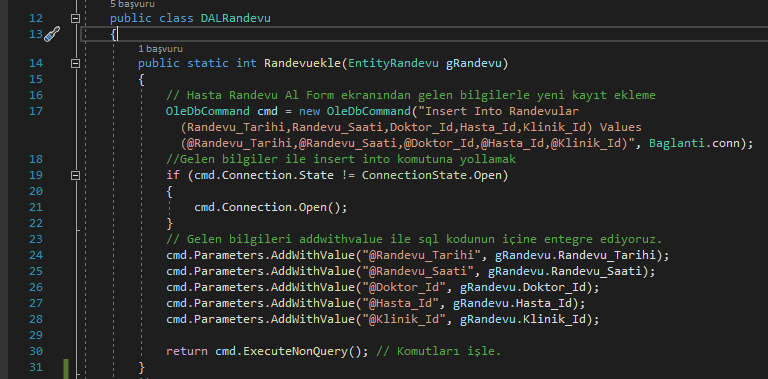 5 başvuru
12 public class DALRandevu
13 {
1 başvuru
14 public static int Randevuekle(EntityRandevu gRandevu)
15 {
16 // Hasta Randevu Al Form ekranından gelen bilgilerle yeni kayıt ekleme
17 OleDbCommand cmd = new OleDbCommand("Insert Into Randevular
(Randevu_Tarihi,Randevu_Saati,Doktor_Id,Hasta_Id,Klinik_Id) Values
(@Randevu_Tarihi,@Randevu_Saati,@Doktor_Id,@Hasta_Id,@Klinik_Id)", Baglanti.conn);
18 //Gelen bilgiler ile insert into komutuna yollamak
19 if (cmd.Connection.State != ConnectionState.Open)
20 {
21 cmd.Connection.Open();
22 }
23 // Gelen bilgileri addwithvalue ile sql kodunun içine entegre ediyoruz.
24 cmd.Parameters.AddWithValue("@Randevu_Tarihi", gRandevu.Randevu_Tarihi);
25 cmd.Parameters.AddWithValue("@Randevu_Saati", gRandevu.Randevu_Saati);
26 cmd.Parameters.AddWithValue("@Doktor_Id", gRandevu.Doktor_Id);
27 cmd.Parameters.AddWithValue("@Hasta_Id", gRandevu.Hasta_Id);
28 cmd.Parameters.AddWithValue("@Klinik_Id", gRandevu.Klinik_Id);
29
30 return cmd.ExecuteNonQuery(); // Komutları işle.
31 }